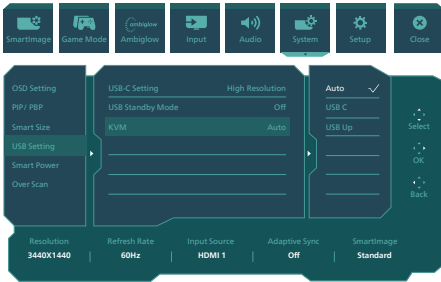 SmartImage Game Mode Ambiglow Input Audio System Setup Close
ambiglow
OSD Setting USB-C Setting High Resolution Auto
PIP/ PBP USB Standby Mode Off USB C
Smart Size KVM Auto USB Up
USB Setting
Smart Power
Over Scan
Select
OK
Back
Resolution Refresh Rate Input Source Adaptive Sync SmartImage
3440X1440 | 60Hz | HDMI 1 | Off | Standard